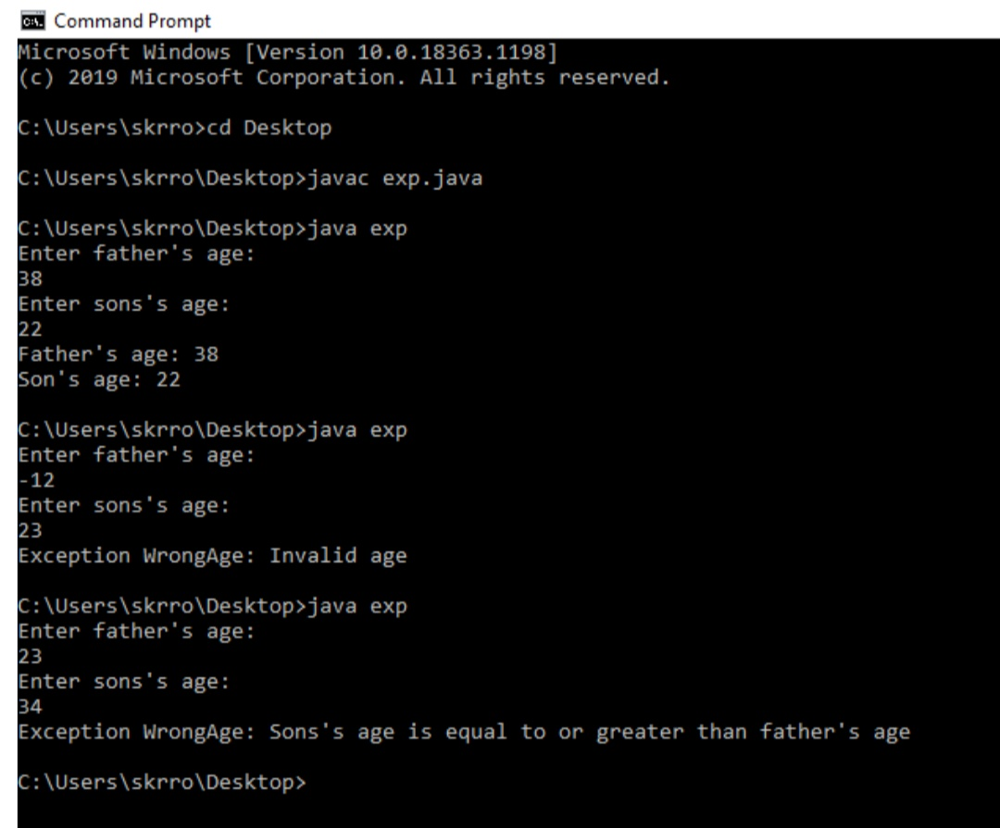 Command Prompt
Microsoft Windows [Version 10.0.18363.1198]
(c) 2019 Microsoft Corporation. All rights reserved.
C:\Users\skrro>cd Desktop
C:\Users\skrro\Desktop>javac exp.java
C:\Users\skrro\Desktop>java exp
Enter father's age:
38
Enter sons's age:
22
Father's age: 38
Son's age: 22
C:\Users\skrro\Desktop>java exp
Enter father's age:
-12
Enter sons's age:
23
Exception WrongAge: Invalid age
C:\Users\skrro\Desktop>java exp
Enter father's age:
23
Enter sons's age:
34
Exception WrongAge: Sons's age is equal to or greater than father's age
C:\Users\skrro\Desktop>